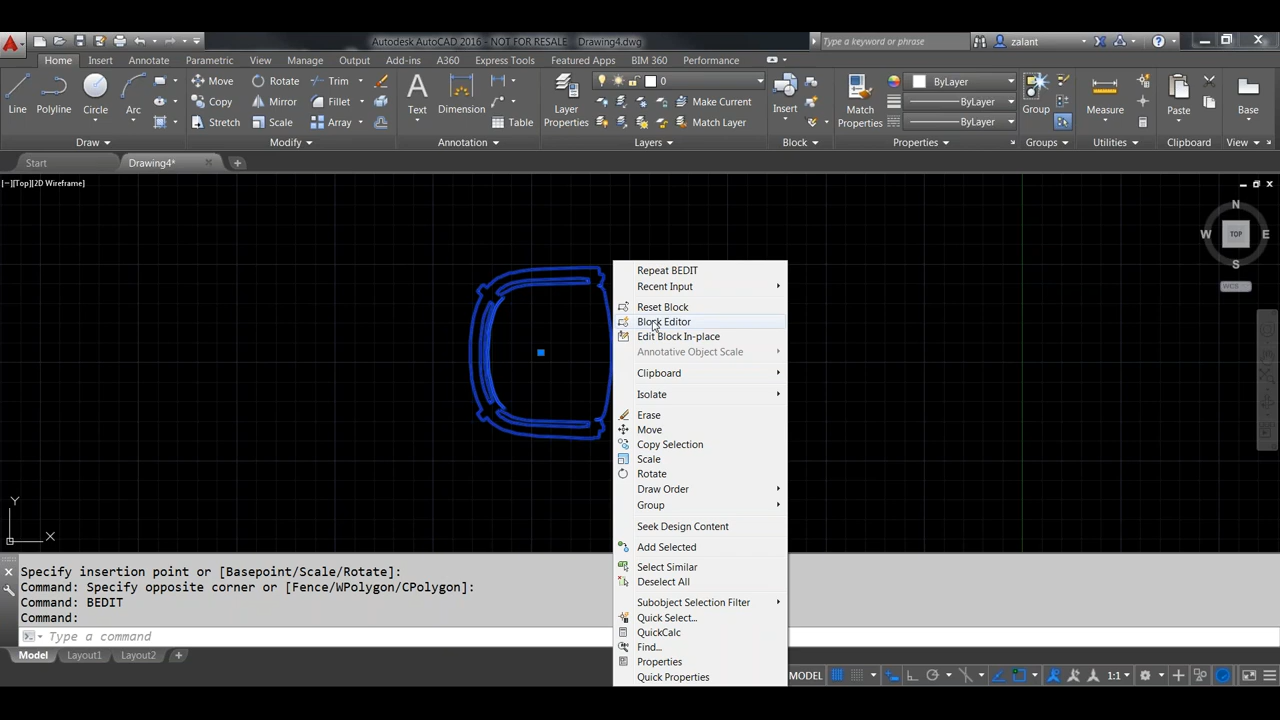 Autodesk AutoCAD 2016 - NOT FOR RESALE Drawing4.dwg
Type a keyword or phrase
zalant
Home Insert Annotate Parametric View Manage Output Add-ins A360 Express Tools Featured Apps BIM 360 Performance
Line Polyline Circle Arc
Move Rotate Trim
Copy Mirror Fillet
Stretch Scale Array
Text Dimension Table
Layer Properties
0
Make Current
Match Layer
Insert
Match Properties
ByLayer
ByLayer
ByLayer
Group
Measure
Paste
Base
Draw Modify Annotation Layers Block Properties Groups Utilities Clipboard View
Start Drawing4*
[−][Top][2D Wireframe]
N
W TOP E
S
WCS
Repeat BEDIT
Recent Input
Reset Block
Block Editor
Edit Block In-place
Annotative Object Scale
Clipboard
Isolate
Erase
Move
Copy Selection
Scale
Rotate
Draw Order
Group
Seek Design Content
Add Selected
Select Similar
Deselect All
Subobject Selection Filter
Quick Select...
QuickCalc
Find...
Properties
Quick Properties
Y
X
Specify insertion point or [Basepoint/Scale/Rotate]:
Command: Specify opposite corner or [Fence/WPolygon/CPolygon]:
Command: BEDIT
Command:
Type a command
Model Layout1 Layout2
MODEL
1:1